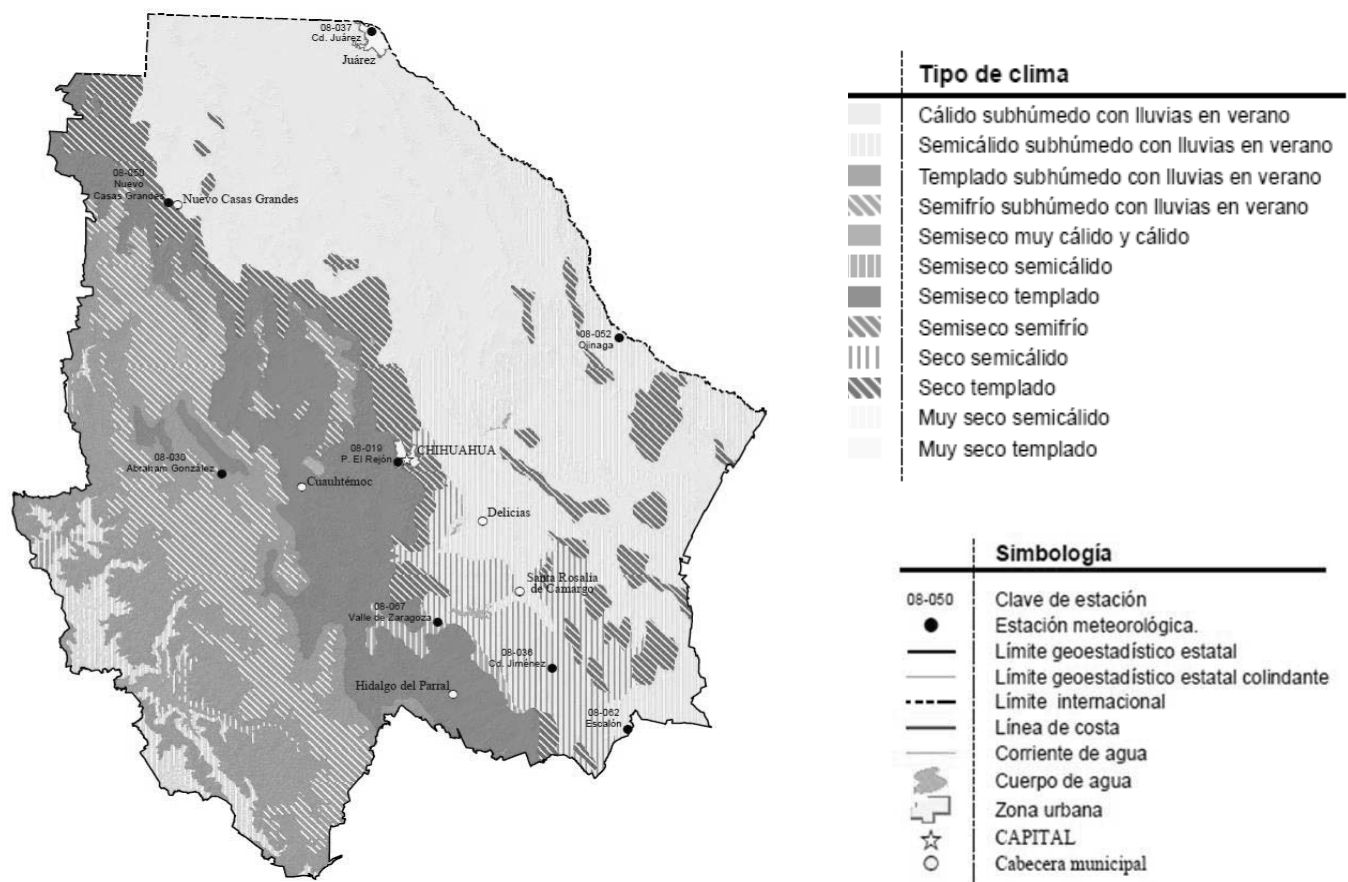 08-037
Cd. Juárez
Juárez
08-050
Nuevo
Casas Grandes
Nuevo Casas Grandes
08-052
Ojinaga
08-019
P. El Rejón
CHIHUAHUA
08-030
Abraham González
Cuauhtémoc
Delicias
Santa Rosalía
de Camargo
08-067
Valle de Zaragoza
08-036
Cd. Jiménez
Hidalgo del Parral
08-062
Escalón
Tipo de clima
Cálido subhúmedo con lluvias en verano
Semicálido subhúmedo con lluvias en verano
Templado subhúmedo con lluvias en verano
Semifrío subhúmedo con lluvias en verano
Semiseco muy cálido y cálido
Semiseco semicálido
Semiseco templado
Semiseco semifrío
Seco semicálido
Seco templado
Muy seco semicálido
Muy seco templado
Simbología
08-050 Clave de estación
Estación meteorológica.
Límite geoestadístico estatal
Límite geoestadístico estatal colindante
Límite internacional
Línea de costa
Corriente de agua
Cuerpo de agua
Zona urbana
CAPITAL
Cabecera municipal